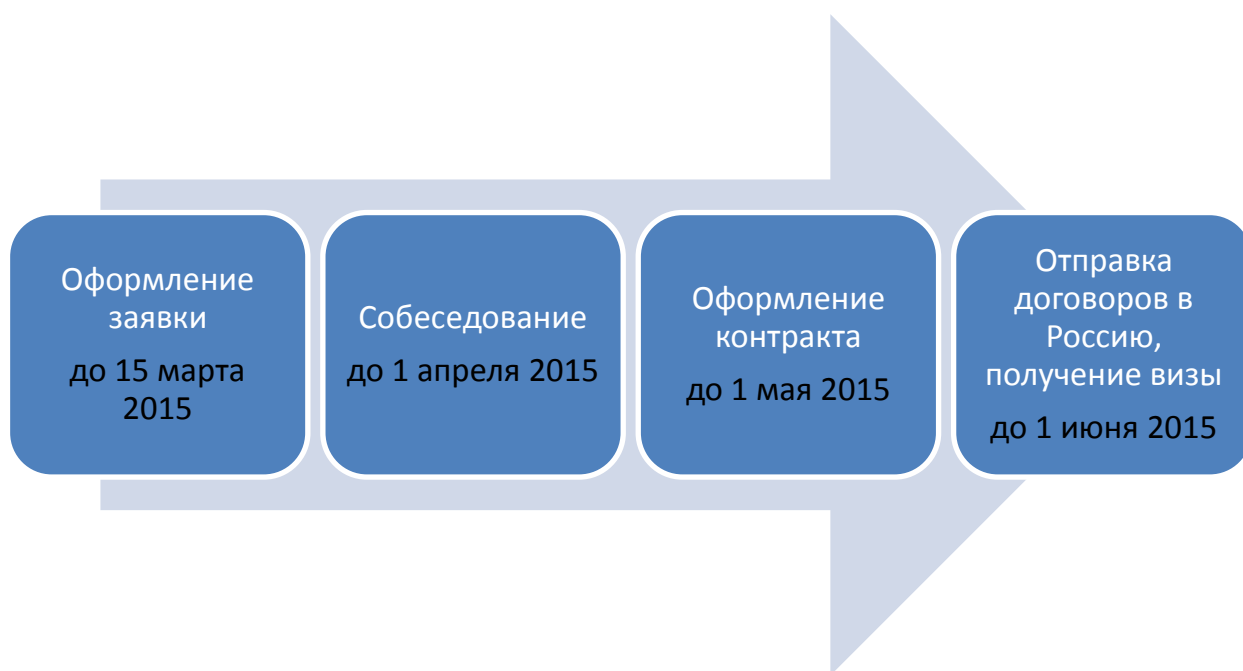 Оформление
заявки
до 15 марта
2015
Собеседование
до 1 апреля 2015
Оформление
контракта
до 1 мая 2015
Отправка
договоров в
Россию,
получение визы
до 1 июня 2015